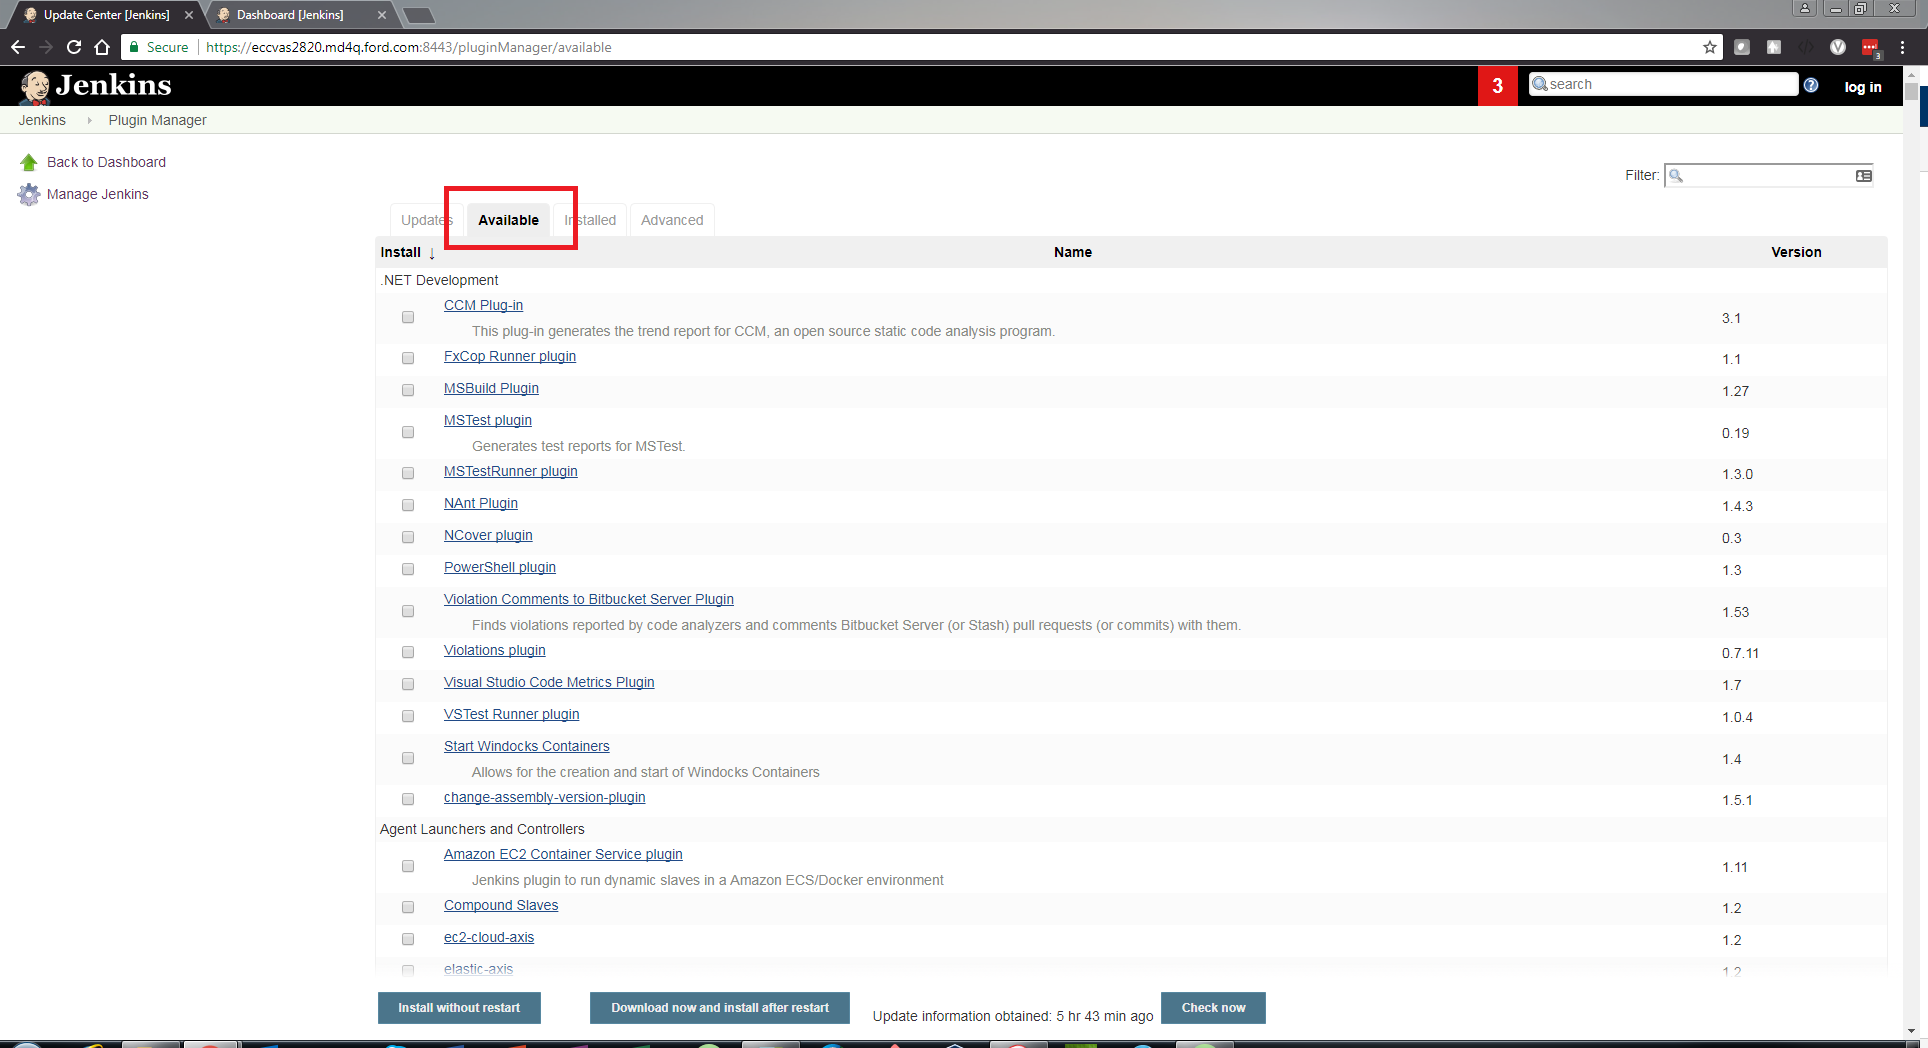 Update Center [Jenkins]
Dashboard [Jenkins]
Secure
https://eccvas2820.md4q.ford.com:8443/pluginManager/available
3
Jenkins
3
search
log in
Jenkins
Plugin Manager
Back to Dashboard
Manage Jenkins
Filter:
Updates
Available
Installed
Advanced
Install ↓
Name
Version
.NET Development
CCM Plug-in
This plug-in generates the trend report for CCM, an open source static code analysis program.
3.1
FxCop Runner plugin
1.1
MSBuild Plugin
1.27
MSTest plugin
Generates test reports for MSTest.
0.19
MSTestRunner plugin
1.3.0
NAnt Plugin
1.4.3
NCover plugin
0.3
PowerShell plugin
1.3
Violation Comments to Bitbucket Server Plugin
Finds violations reported by code analyzers and comments Bitbucket Server (or Stash) pull requests (or commits) with them.
1.53
Violations plugin
0.7.11
Visual Studio Code Metrics Plugin
1.7
VSTest Runner plugin
1.0.4
Start Windocks Containers
Allows for the creation and start of Windocks Containers
1.4
change-assembly-version-plugin
1.5.1
Agent Launchers and Controllers
Amazon EC2 Container Service plugin
Jenkins plugin to run dynamic slaves in a Amazon ECS/Docker environment
1.11
Compound Slaves
1.2
ec2-cloud-axis
1.2
elastic-axis
1.2
Install without restart
Download now and install after restart
Update information obtained: 5 hr 43 min ago
Check now